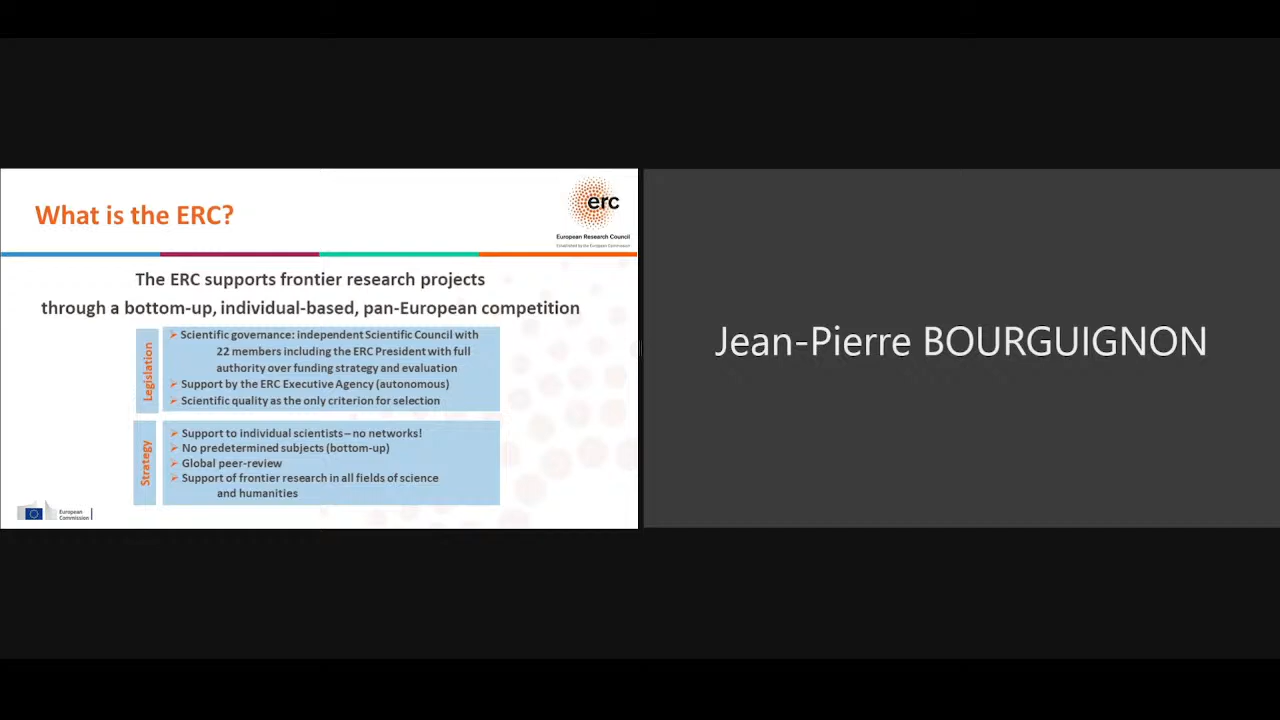 What is the ERC?
erc
European Research Council
Established by the European Commission
The ERC supports frontier research projects
through a bottom-up, individual-based, pan-European competition
Legislation
➢ Scientific governance: independent Scientific Council with
22 members including the ERC President with full
authority over funding strategy and evaluation
➢ Support by the ERC Executive Agency (autonomous)
➢ Scientific quality as the only criterion for selection
Strategy
➢ Support to individual scientists – no networks!
➢ No predetermined subjects (bottom-up)
➢ Global peer-review
➢ Support of frontier research in all fields of science
and humanities
European
Commission
Jean-Pierre BOURGUIGNON